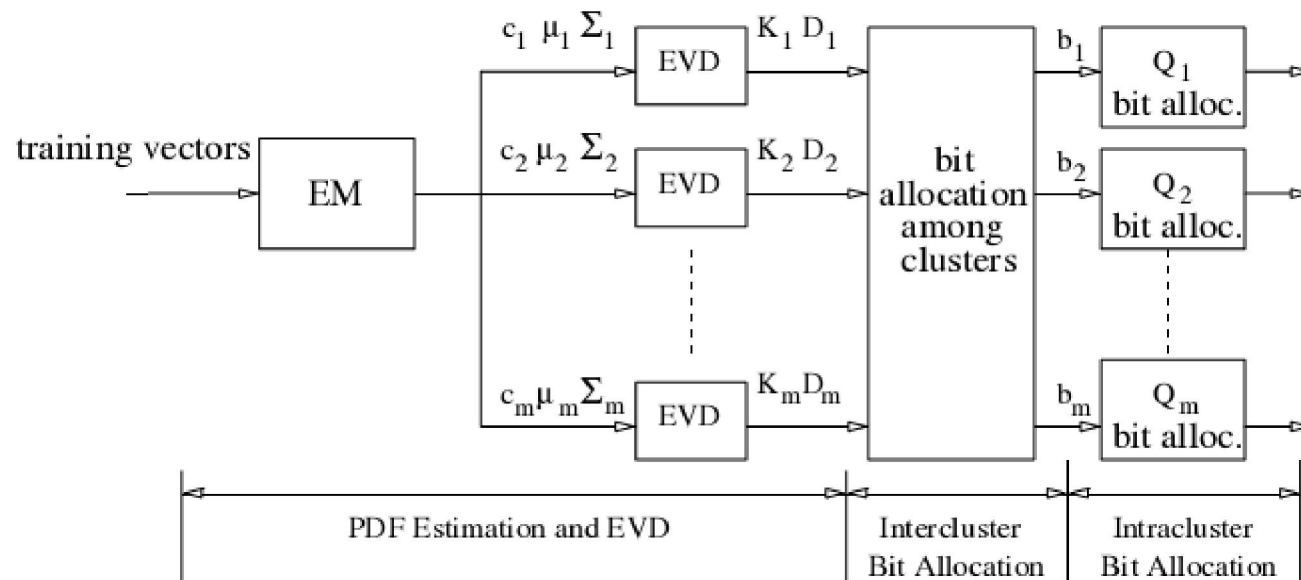 c₁ μ₁ Σ₁
EVD
K₁ D₁
b₁
Q₁
bit alloc.
training vectors
EM
c₂ μ₂ Σ₂
EVD
K₂ D₂
bit
allocation
among
clusters
b₂
Q₂
bit alloc.
cₘ μₘ Σₘ
EVD
Kₘ Dₘ
bₘ
Qₘ
bit alloc.
PDF Estimation and EVD
Intercluster
Bit Allocation
Intracluster
Bit Allocation